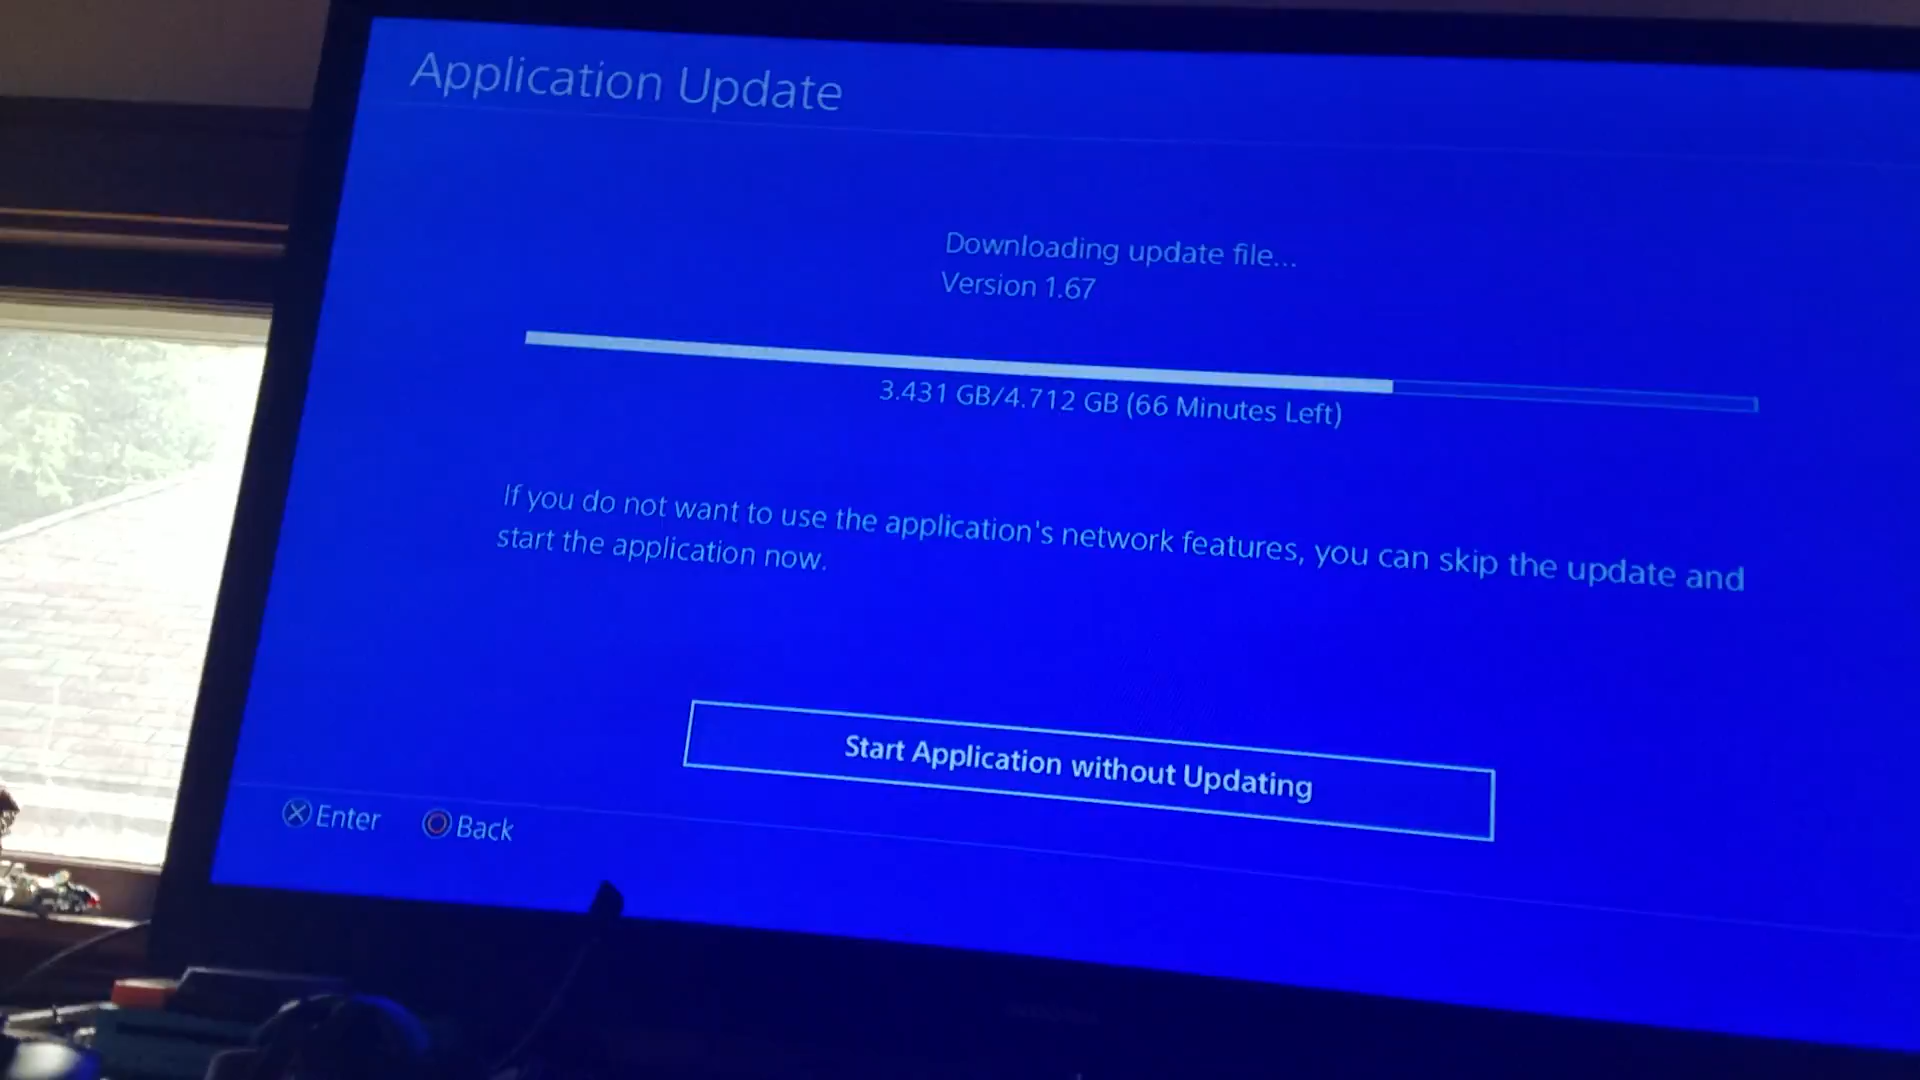 Application Update
Downloading update file...
Version 1.67
3.431 GB/4.712 GB (66 Minutes Left)
If you do not want to use the application's network features, you can skip the update and
start the application now.
Start Application without Updating
Enter Back